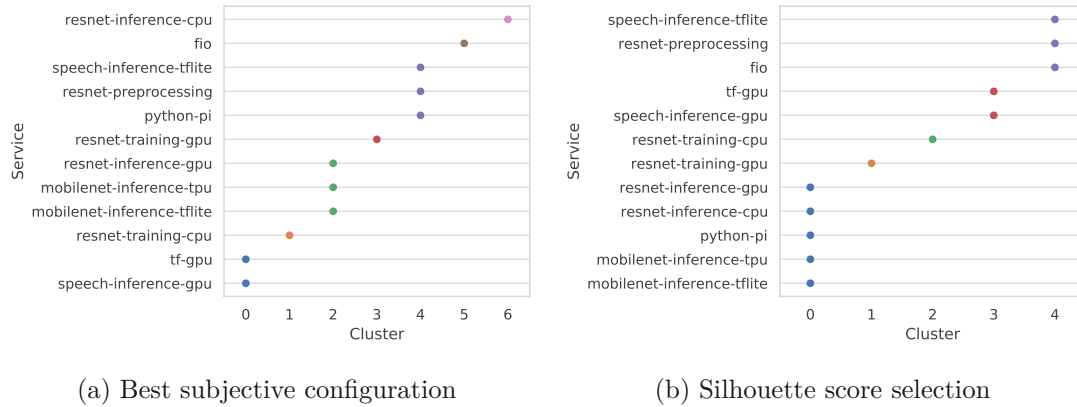 Service
resnet-inference-cpu
fio
speech-inference-tflite
resnet-preprocessing
python-pi
resnet-training-gpu
resnet-inference-gpu
mobilenet-inference-tpu
mobilenet-inference-tflite
resnet-training-cpu
tf-gpu
speech-inference-gpu
0 1 2 3 4 5 6
Cluster
(a) Best subjective configuration
Service
speech-inference-tflite
resnet-preprocessing
fio
tf-gpu
speech-inference-gpu
resnet-training-cpu
resnet-training-gpu
resnet-inference-gpu
resnet-inference-cpu
python-pi
mobilenet-inference-tpu
mobilenet-inference-tflite
0 1 2 3 4
Cluster
(b) Silhouette score selection